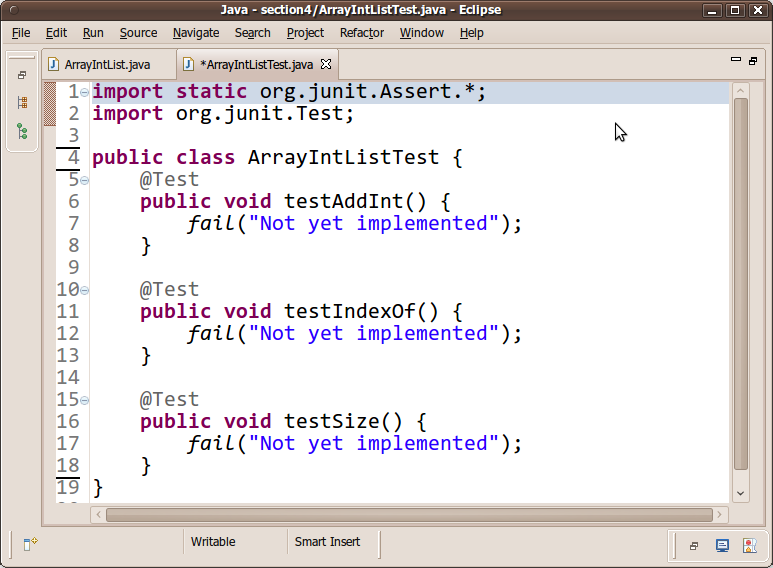 Java - section4/ArrayIntListTest.java - Eclipse
File Edit Run Source Navigate Search Project Refactor Window Help
ArrayIntList.java *ArrayIntListTest.java
1 import static org.junit.Assert.*;
2 import org.junit.Test;
3
4 public class ArrayIntListTest {
5     @Test
6     public void testAddInt() {
7         fail("Not yet implemented");
8     }
9
10     @Test
11     public void testIndexOf() {
12         fail("Not yet implemented");
13     }
14
15     @Test
16     public void testSize() {
17         fail("Not yet implemented");
18     }
19 }
Writable Smart Insert